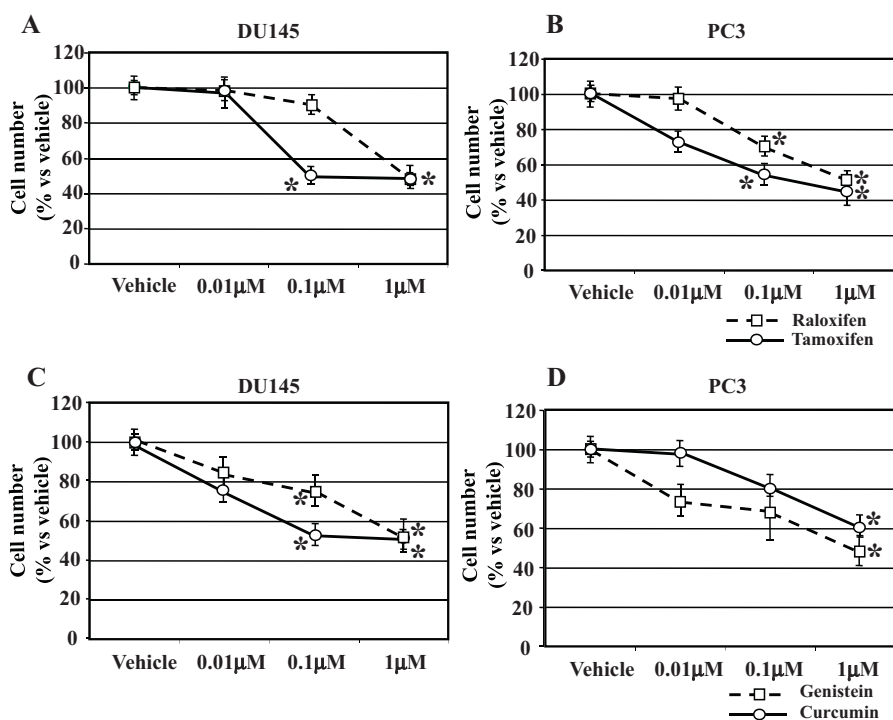 A
DU145
120
100
80
60
40
20
0
Cell number
(% vs vehicle)
*
*
Vehicle 0.01µM 0.1µM 1µM
B
PC3
120
100
80
60
40
20
0
Cell number
(% vs vehicle)
*
*
*
*
Vehicle 0.01µM 0.1µM 1µM
Raloxifen
Tamoxifen
C
DU145
120
100
80
60
40
20
0
Cell number
(% vs vehicle)
*
*
*
*
Vehicle 0.01µM 0.1µM 1µM
D
PC3
120
100
80
60
40
20
0
Cell number
(% vs vehicle)
*
*
Vehicle 0.01µM 0.1µM 1µM
Genistein
Curcumin